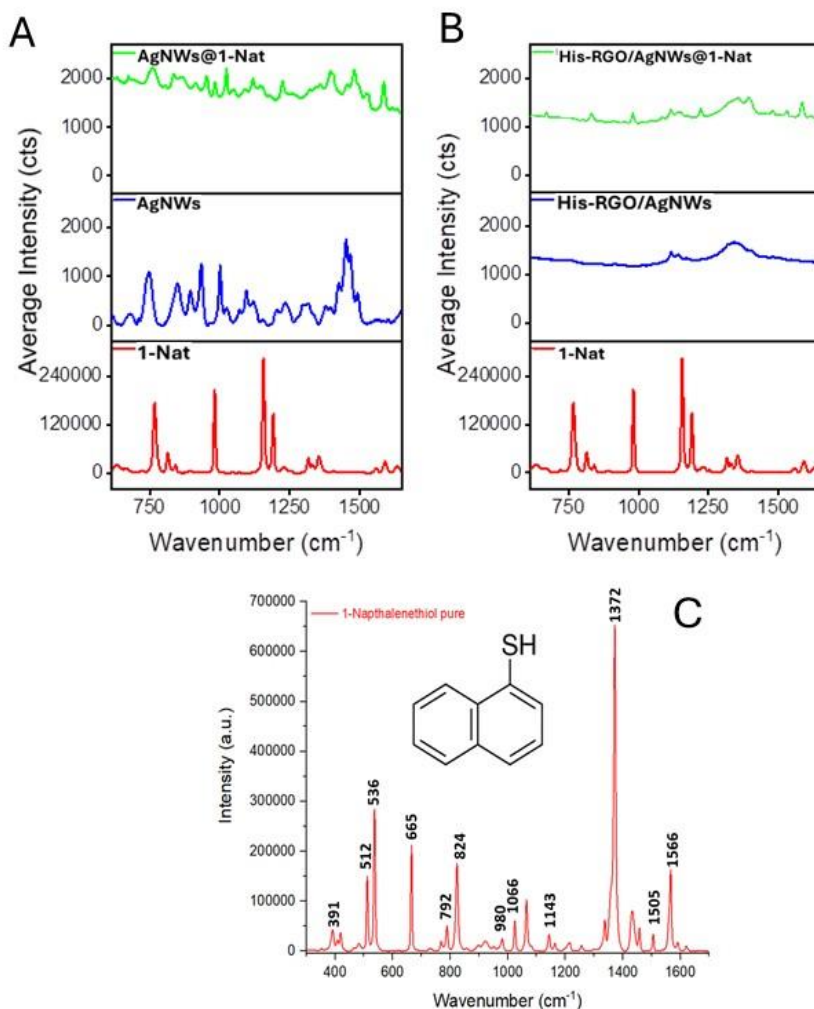 A
AgNWs@1-Nat
2000
1000
0
AgNWs
2000
1000
0
1-Nat
240000
120000
0
Average Intensity (cts)
750 1000 1250 1500
Wavenumber (cm-1)
B
His-RGO/AgNWs@1-Nat
2000
1000
0
His-RGO/AgNWs
2000
1000
0
1-Nat
240000
120000
0
Average Intensity (cts)
750 1000 1250 1500
Wavenumber (cm-1)
C
1-Napthalenethiol pure
SH
700000
600000
500000
400000
300000
200000
100000
0
Intensity (a.u.)
391
512
536
665
792
824
980
1066
1143
1372
1505
1566
400 600 800 1000 1200 1400 1600
Wavenumber (cm-1)